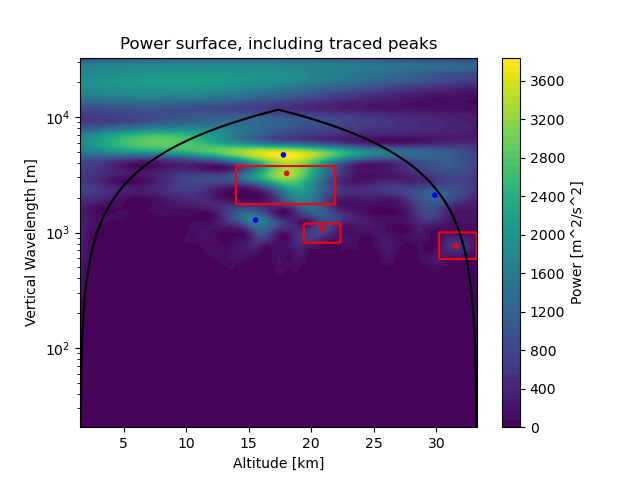 Power surface, including traced peaks
Vertical Wavelength [m]
10^4
10^3
10^2
5 10 15 20 25 30
Altitude [km]
3600
3200
2800
2400
2000
1600
1200
800
400
0
Power [m^2/s^2]